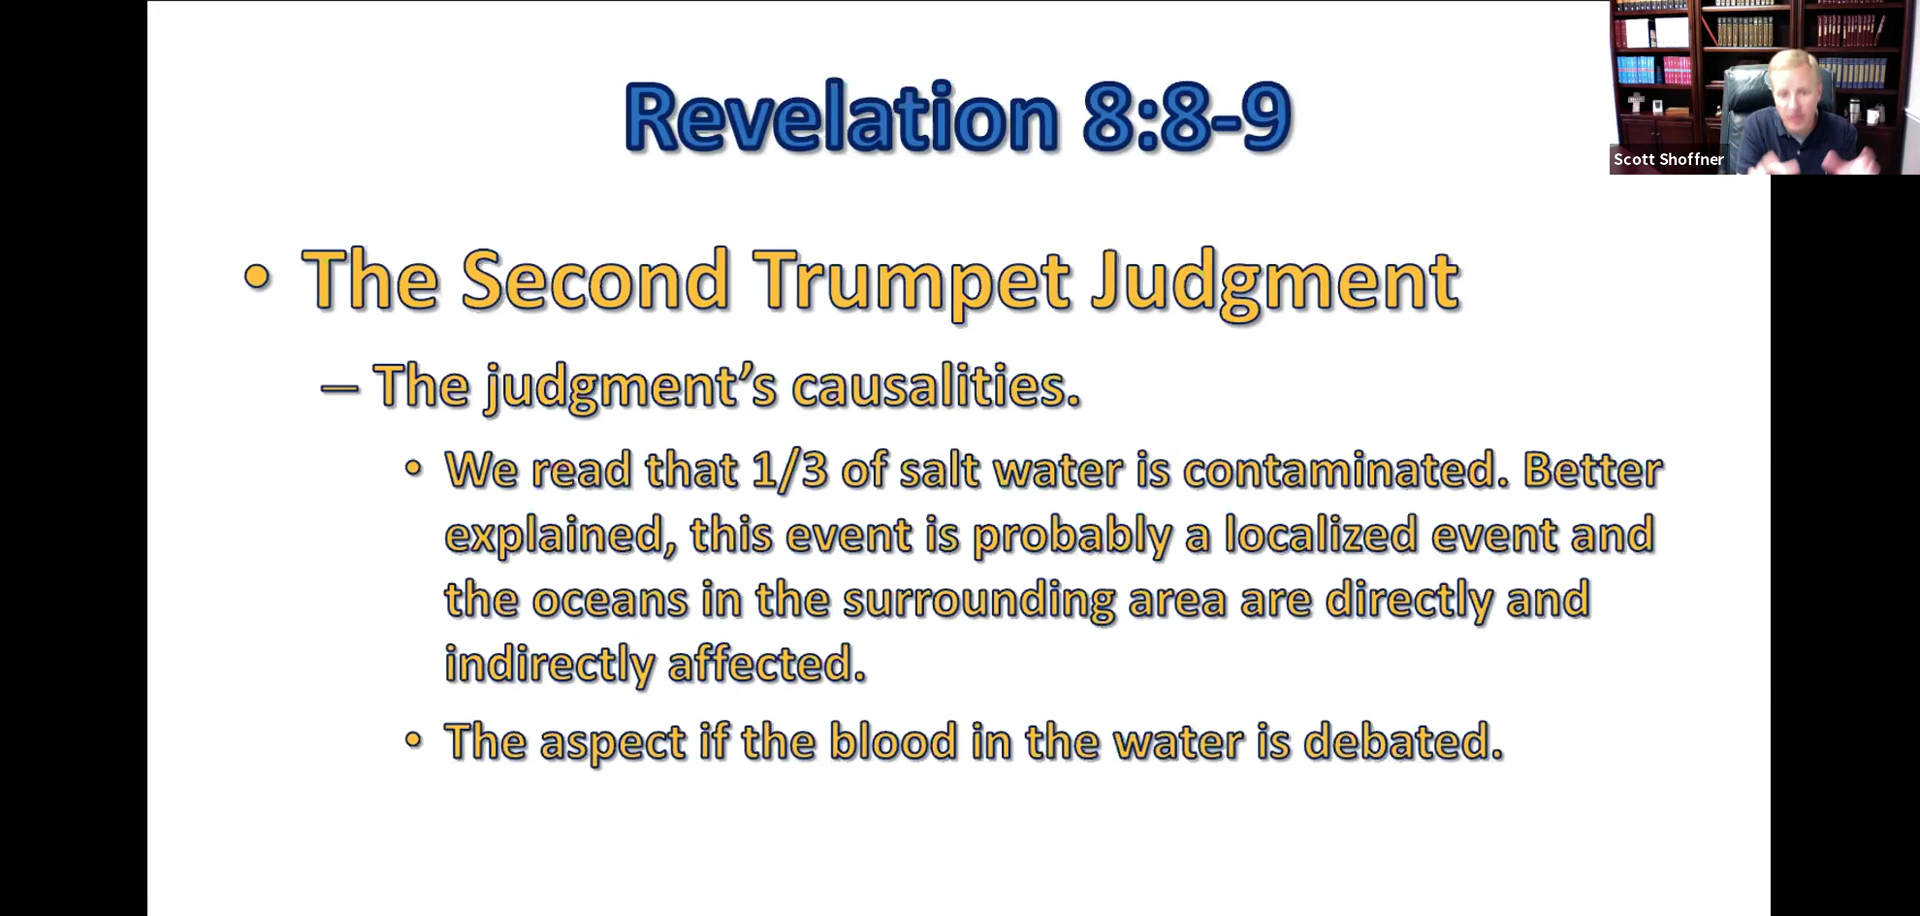 Revelation 8:8-9
Scott Shoffner
• The Second Trumpet Judgment
– The judgment’s causalities.
• We read that 1/3 of salt water is contaminated. Better
explained, this event is probably a localized event and
the oceans in the surrounding area are directly and
indirectly affected.
• The aspect if the blood in the water is debated.